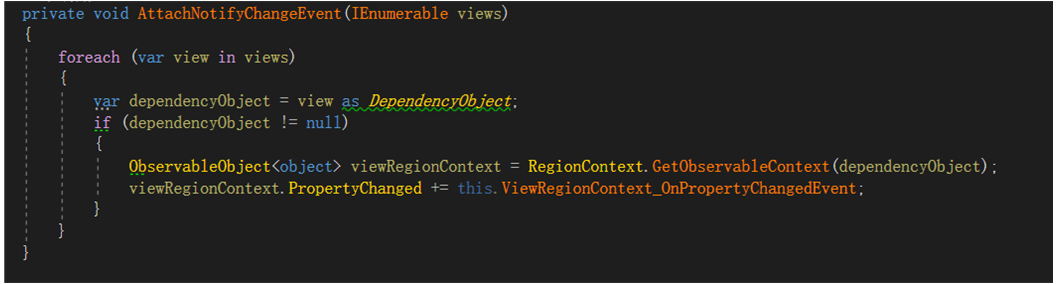 private void AttachNotifyChangeEvent(IEnumerable views)
{
foreach (var view in views)
{
var dependencyObject = view as DependencyObject;
if (dependencyObject != null)
{
ObservableObject<object> viewRegionContext = RegionContext.GetObservableContext(dependencyObject);
viewRegionContext.PropertyChanged += this.ViewRegionContext_OnPropertyChangedEvent;
}
}
}